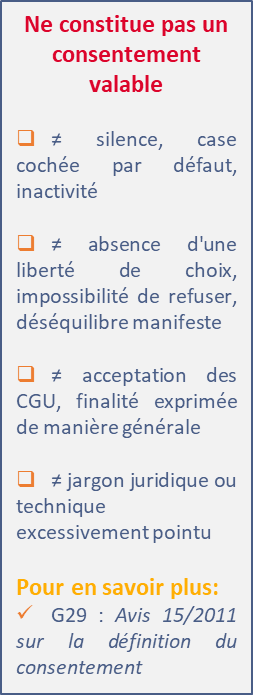 Ne constitue pas un
consentement
valable
❑ ≠ silence, case
cochée par défaut,
inactivité
❑ ≠ absence d'une
liberté de choix,
impossibilité de refuser,
déséquilibre manifeste
❑ ≠ acceptation des
CGU, finalité exprimée
de manière générale
❑ ≠ jargon juridique ou
technique
excessivement pointu
Pour en savoir plus:
✓ G29 : Avis 15/2011
sur la définition du
consentement